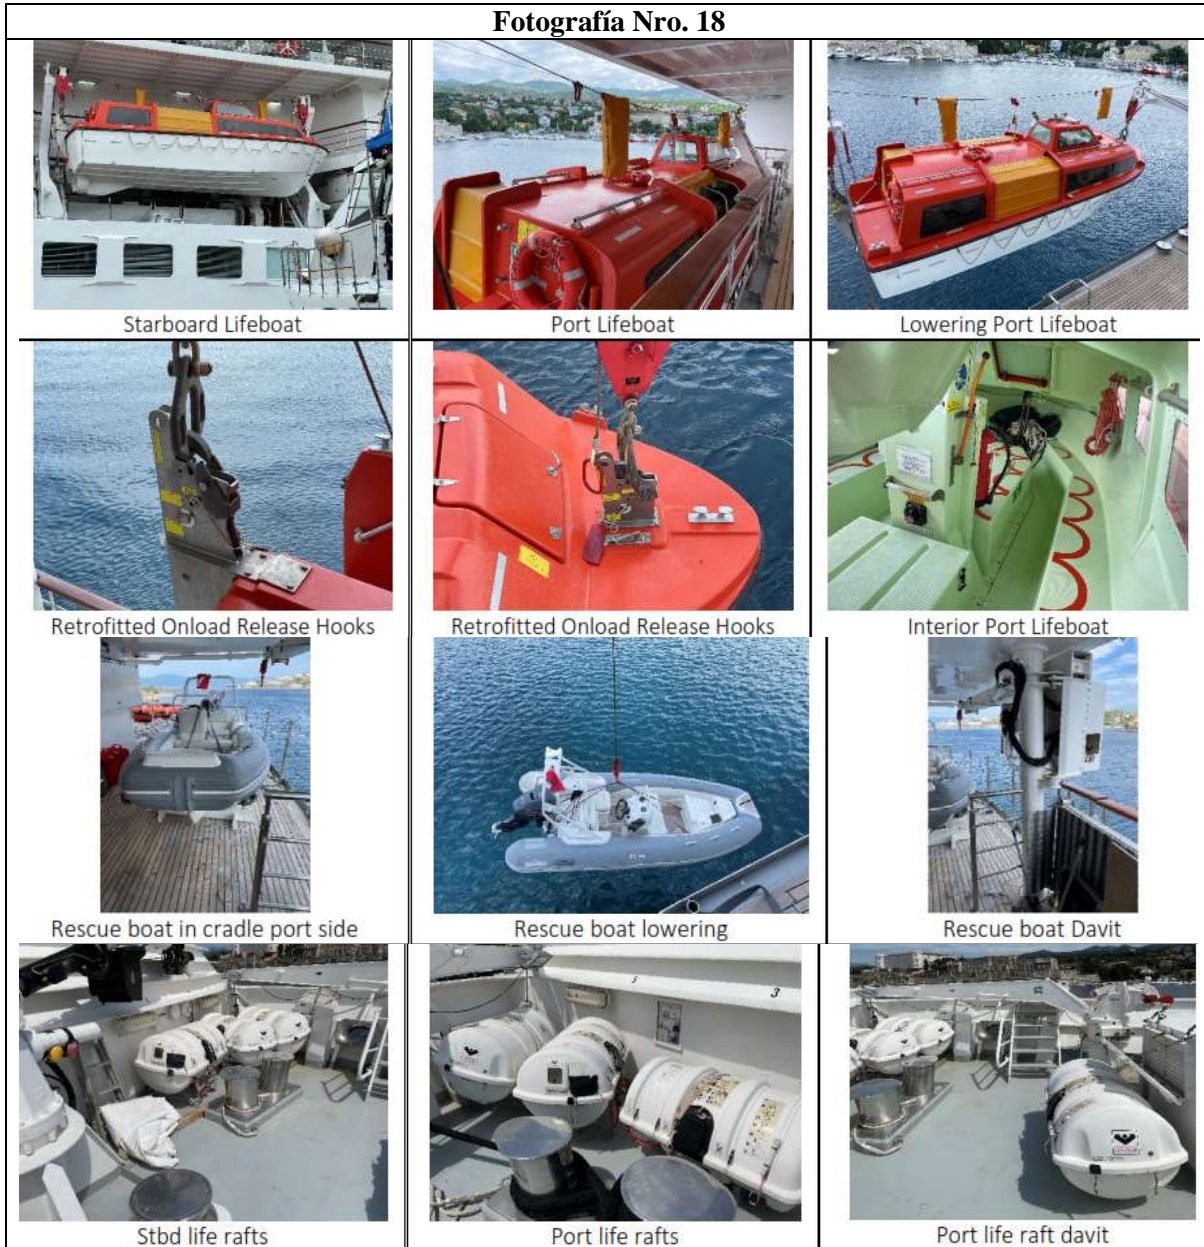 Fotografía Nro. 18
Starboard Lifeboat
Port Lifeboat
Lowering Port Lifeboat
Retrofitted Onload Release Hooks
Retrofitted Onload Release Hooks
Interior Port Lifeboat
Rescue boat in cradle port side
Rescue boat lowering
Rescue boat Davit
3
Stbd life rafts
Port life rafts
Port life raft davit